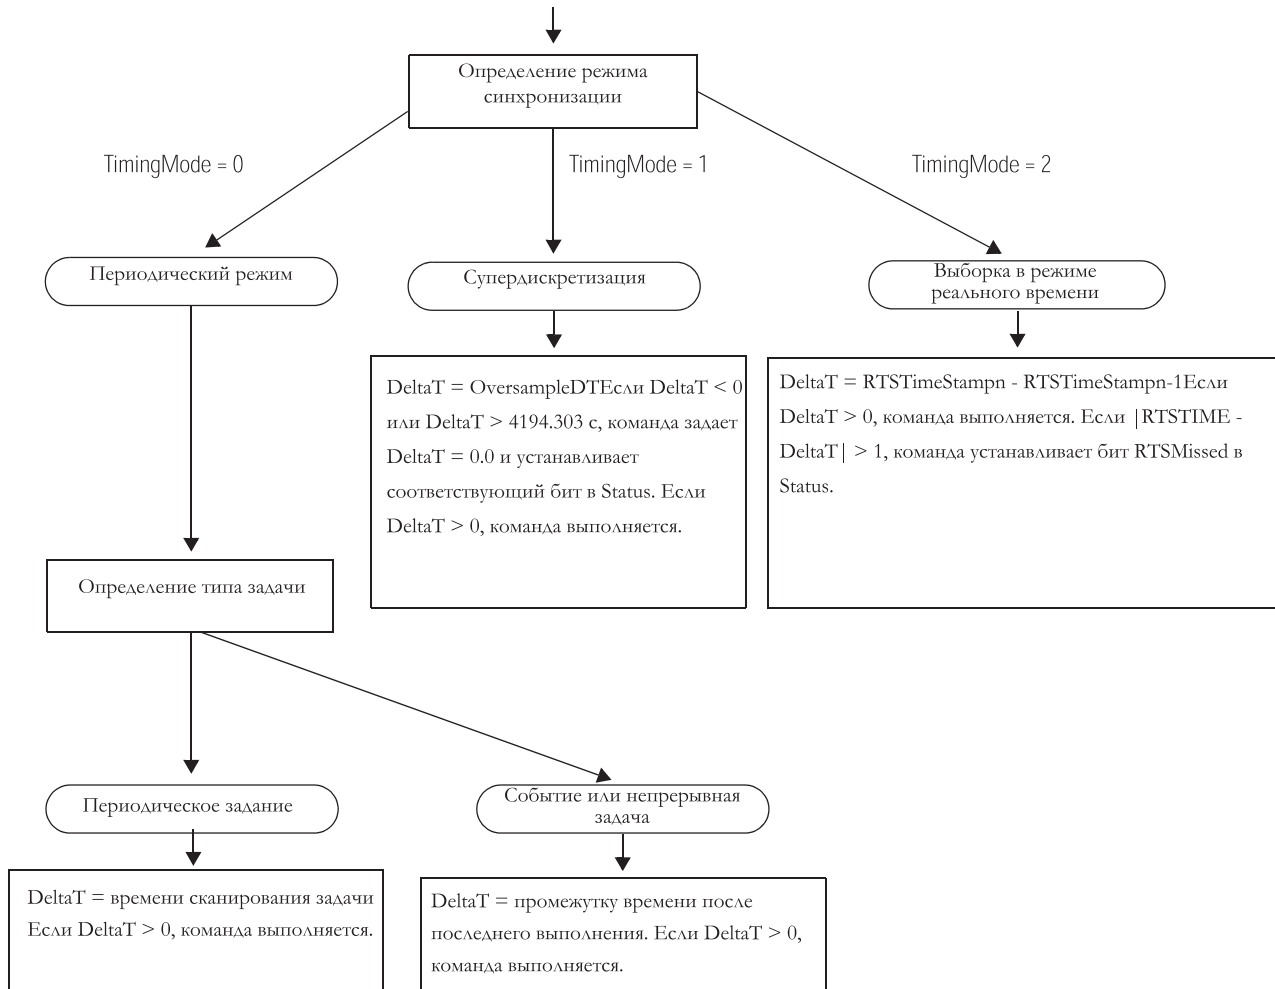 Определение режима
синхронизации
TimingMode = 0
TimingMode = 1
TimingMode = 2
Периодический режим
Супердискретизация
Выборка в режиме
реального времени
DeltaT = OversampleDTЕсли DeltaT < 0
или DeltaT > 4194.303 с, команда задает
DeltaT = 0.0 и устанавливает
соответствующий бит в Status. Если
DeltaT > 0, команда выполняется.
DeltaT = RTSTimeStampn - RTSTimeStampn-1Если
DeltaT > 0, команда выполняется. Если |RTSTIME -
DeltaT| > 1, команда устанавливает бит RTSMissed в
Status.
Определение типа задачи
Периодическое задание
Событие или непрерывная
задача
DeltaT = времени сканирования задачи
Если DeltaT > 0, команда выполняется.
DeltaT = промежутку времени после
последнего выполнения. Если DeltaT > 0,
команда выполняется.